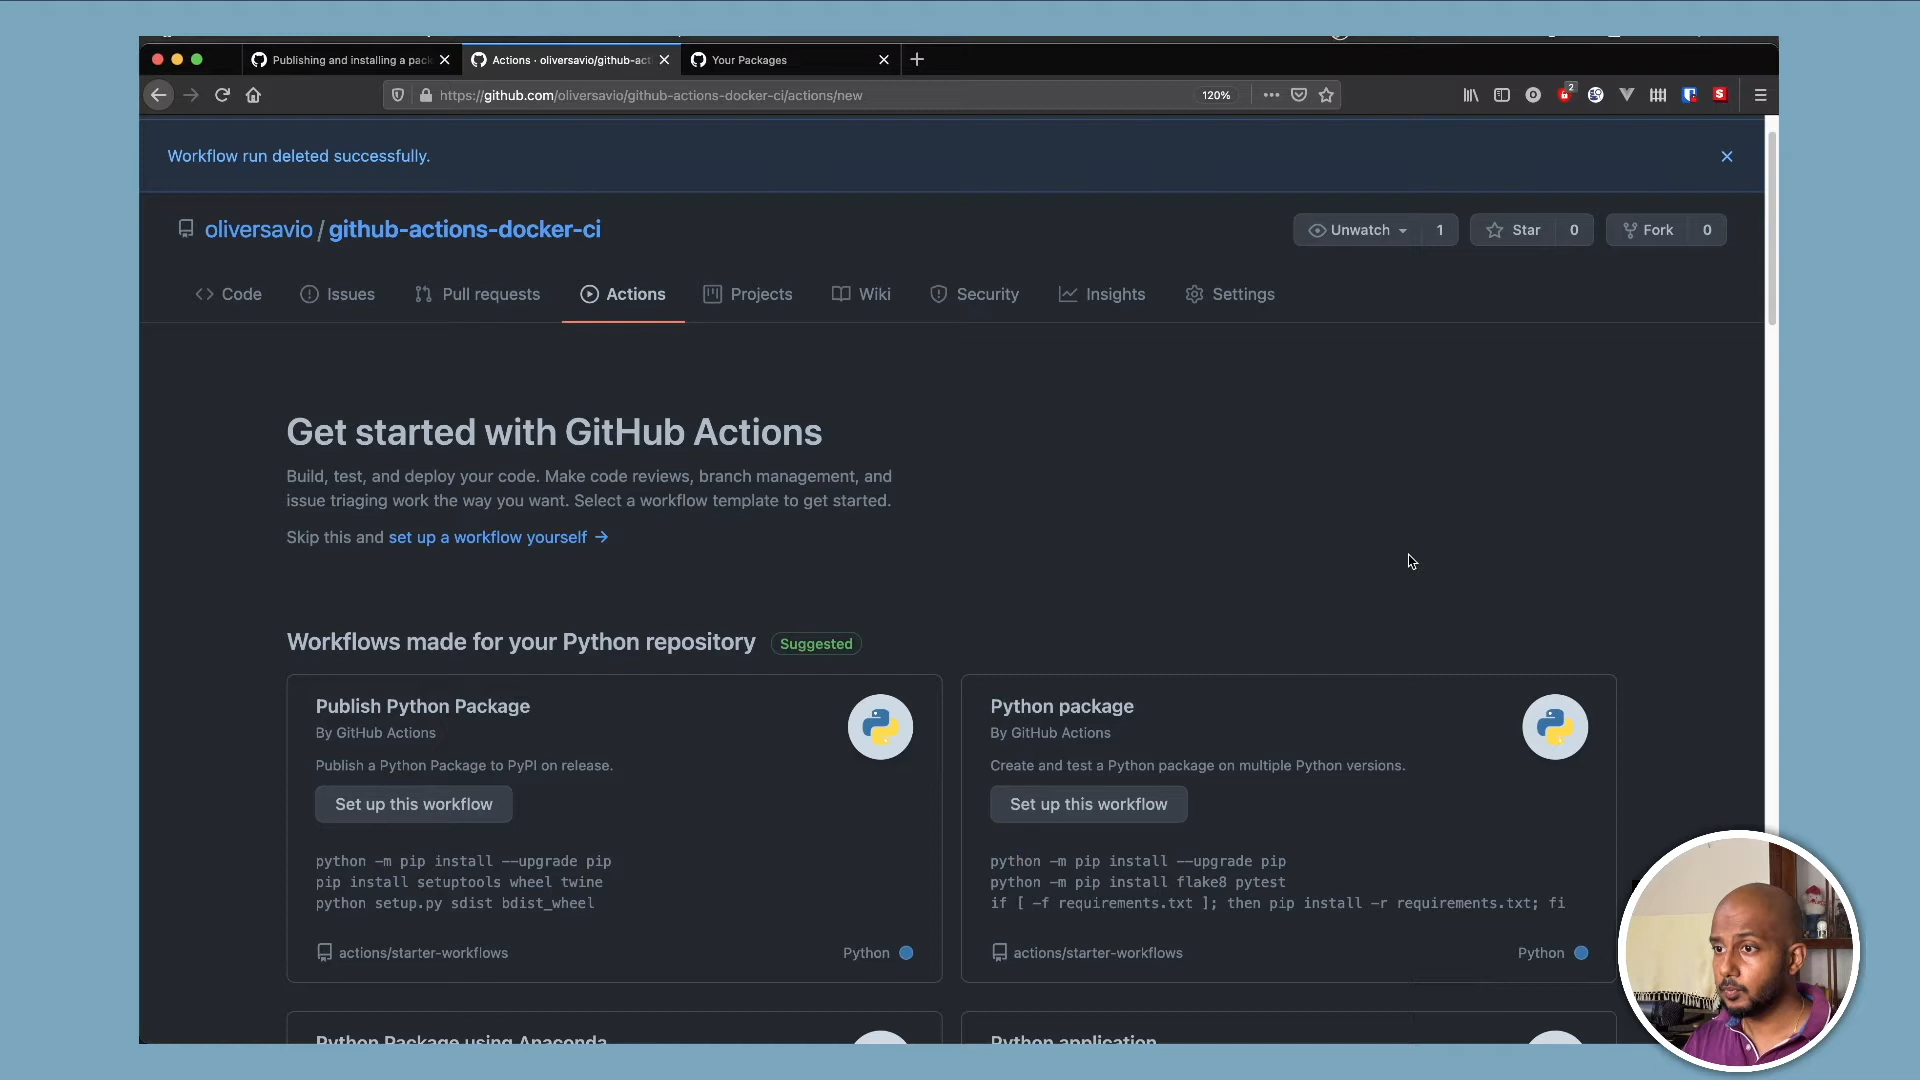 Publishing and installing a pack
Actions · oliversavio/github-acti
Your Packages
https://github.com/oliversavio/github-actions-docker-ci/actions/new
120%
2
Workflow run deleted successfully.
oliversavio / github-actions-docker-ci
Unwatch 1
Star 0
Fork 0
Code
Issues
Pull requests
Actions
Projects
Wiki
Security
Insights
Settings
Get started with GitHub Actions
Build, test, and deploy your code. Make code reviews, branch management, and
issue triaging work the way you want. Select a workflow template to get started.
Skip this and set up a workflow yourself →
Workflows made for your Python repository Suggested
Publish Python Package
By GitHub Actions
Publish a Python Package to PyPI on release.
Set up this workflow
python -m pip install --upgrade pip
pip install setuptools wheel twine
python setup.py sdist bdist_wheel
actions/starter-workflows
Python
Python package
By GitHub Actions
Create and test a Python package on multiple Python versions.
Set up this workflow
python -m pip install --upgrade pip
python -m pip install flake8 pytest
if [ -f requirements.txt ]; then pip install -r requirements.txt; fi
actions/starter-workflows
Python
Python Package using Anaconda
Python application